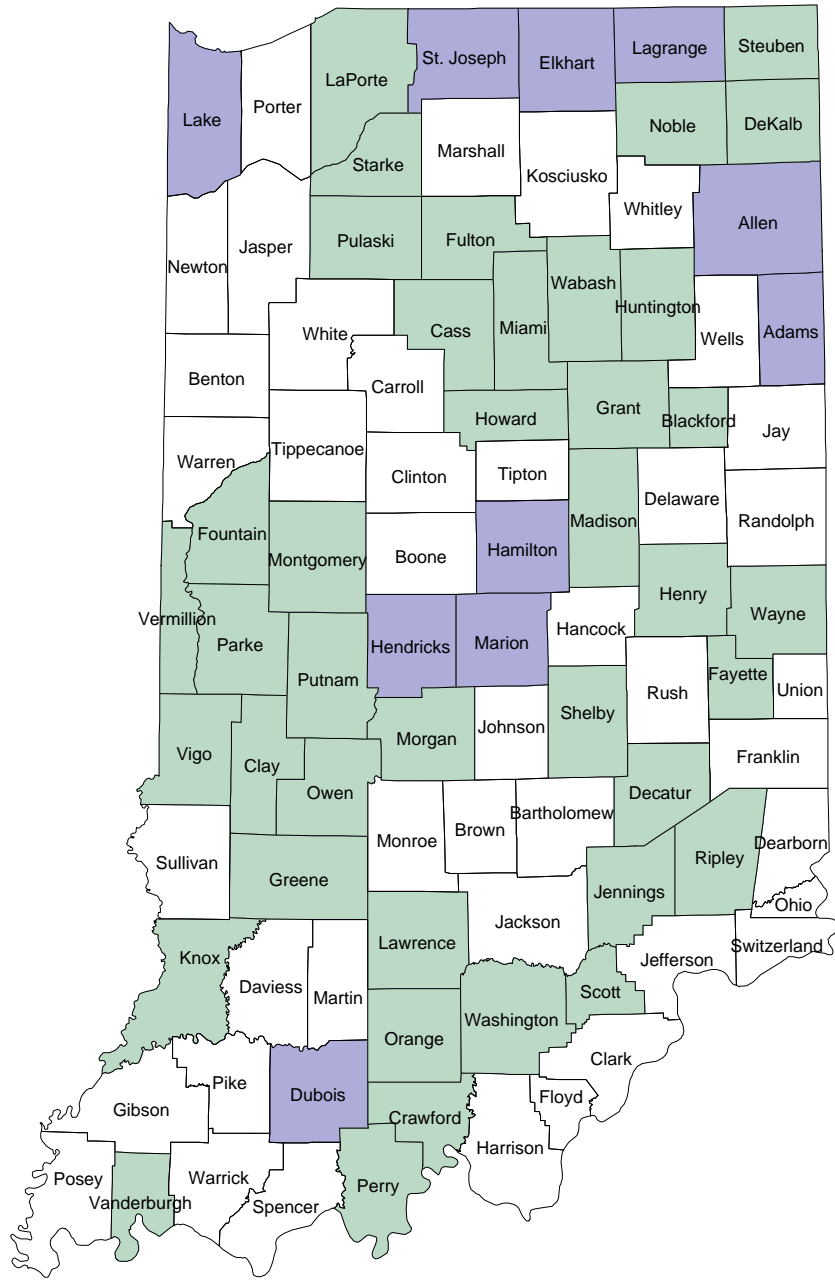 St. Joseph
Elkhart
Lagrange
Steuben
LaPorte
Porter
Lake
Noble
DeKalb
Marshall
Starke
Kosciusko
Whitley
Allen
Pulaski
Fulton
Jasper
Newton
Wabash
Huntington
White
Cass
Miami
Wells
Adams
Benton
Carroll
Howard
Grant
Blackford
Jay
Tippecanoe
Warren
Clinton
Tipton
Delaware
Madison
Randolph
Fountain
Montgomery
Boone
Hamilton
Henry
Wayne
Vermillion
Parke
Hendricks
Marion
Hancock
Putnam
Fayette
Union
Rush
Shelby
Johnson
Morgan
Vigo
Clay
Franklin
Owen
Decatur
Monroe
Brown
Bartholomew
Dearborn
Sullivan
Greene
Ripley
Jennings
Ohio
Jackson
Lawrence
Switzerland
Jefferson
Knox
Daviess
Martin
Scott
Washington
Orange
Clark
Pike
Dubois
Floyd
Gibson
Crawford
Harrison
Posey
Warrick
Perry
Vanderburgh
Spencer